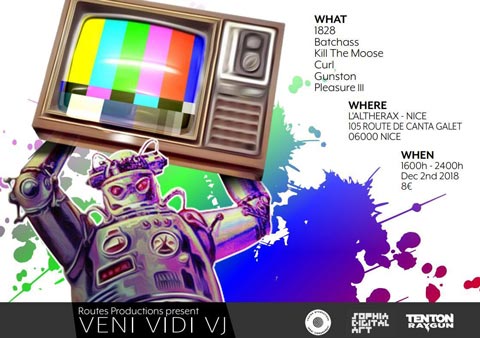 WHAT
1828
Batchass
Kill The Moose
Curl
Gunston
Pleasure III
WHERE
L'ALTHERAX - NICE
105 ROUTE DE CANTA GALET
06000 NICE
WHEN
1600h - 2400h
Dec 2nd 2018
8€
Routes Productions present
VENI VIDI VJ
SOPHIA
DIGITAL
ART
TENTON
RAYGUN